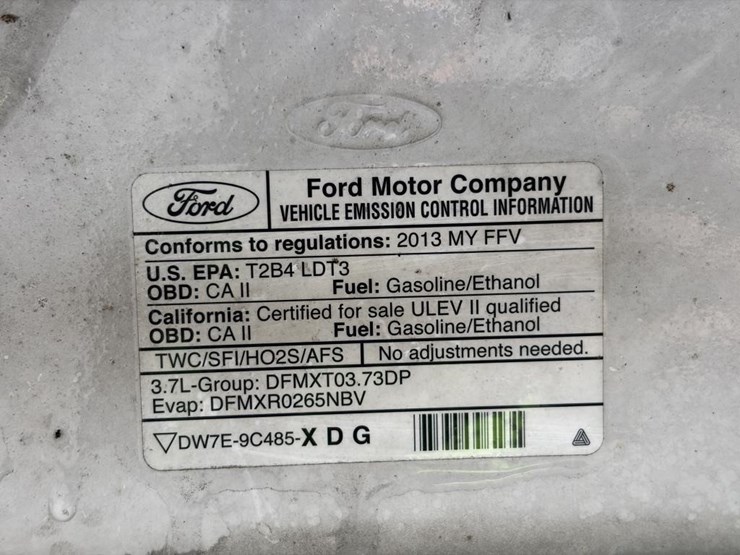 Ford
Ford
Ford Motor Company
VEHICLE EMISSION CONTROL INFORMATION
Conforms to regulations: 2013 MY FFV
U.S. EPA: T2B4 LDT3
OBD: CA II Fuel: Gasoline/Ethanol
California: Certified for sale ULEV II qualified
OBD: CA II Fuel: Gasoline/Ethanol
TWC/SFI/HO2S/AFS No adjustments needed.
3.7L-Group: DFMXT03.73DP
Evap: DFMXR0265NBV
▽DW7E-9C485-X D G